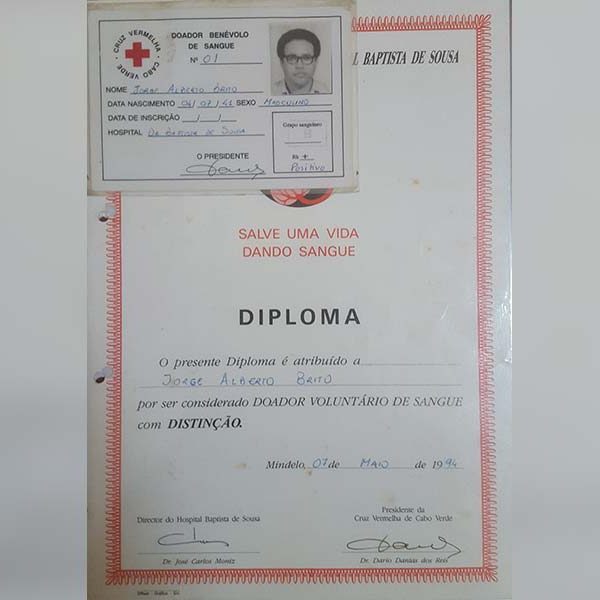 CRUZ VERMELHA · CABO VERDE
DOADOR BENÉVOLO
DE SANGUE
Nº 01
NOME JORGE ALBERTO BRITO
DATA NASCIMENTO 04/07/41 SEXO MASCULINO
DATA DE INSCRIÇÃO / /
HOSPITAL DR BAPTISTA DE SOUSA
O PRESIDENTE
Grupo sanguíneo
B
Rh +
Positivo
L BAPTISTA DE SOUSA
SALVE UMA VIDA
DANDO SANGUE
DIPLOMA
O presente Diploma é atribuído a
JORGE ALBERTO BRITO
por ser considerado DOADOR VOLUNTÁRIO DE SANGUE
com DISTINÇÃO.
Mindelo, 07 de MAIO de 1994
Director do Hospital Baptista de Sousa
Dr. José Carlos Moniz
Presidente da
Cruz Vermelha de Cabo Verde
Dr. Dario Dantas dos Reis